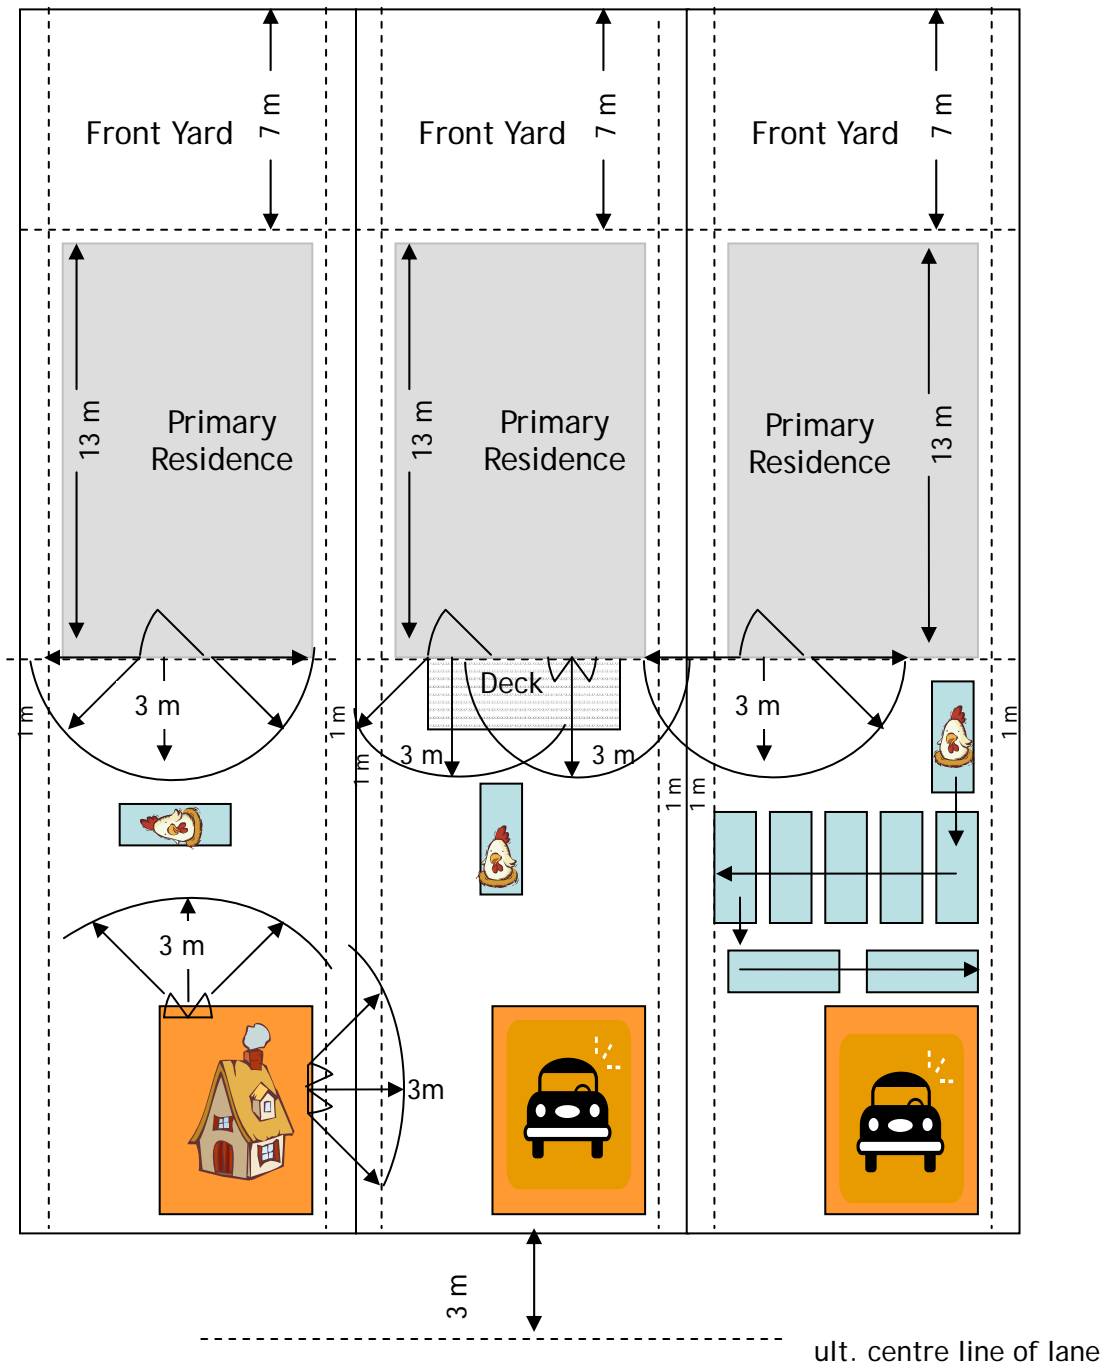 Front Yard
7 m
Front Yard
7 m
Front Yard
7 m
13 m
Primary
Residence
13 m
Primary
Residence
Primary
Residence
13 m
1 m
3 m
1 m
Deck
1 m
3 m
3 m
1 m
1 m
3 m
1 m
3 m
3m
3 m
ult. centre line of lane